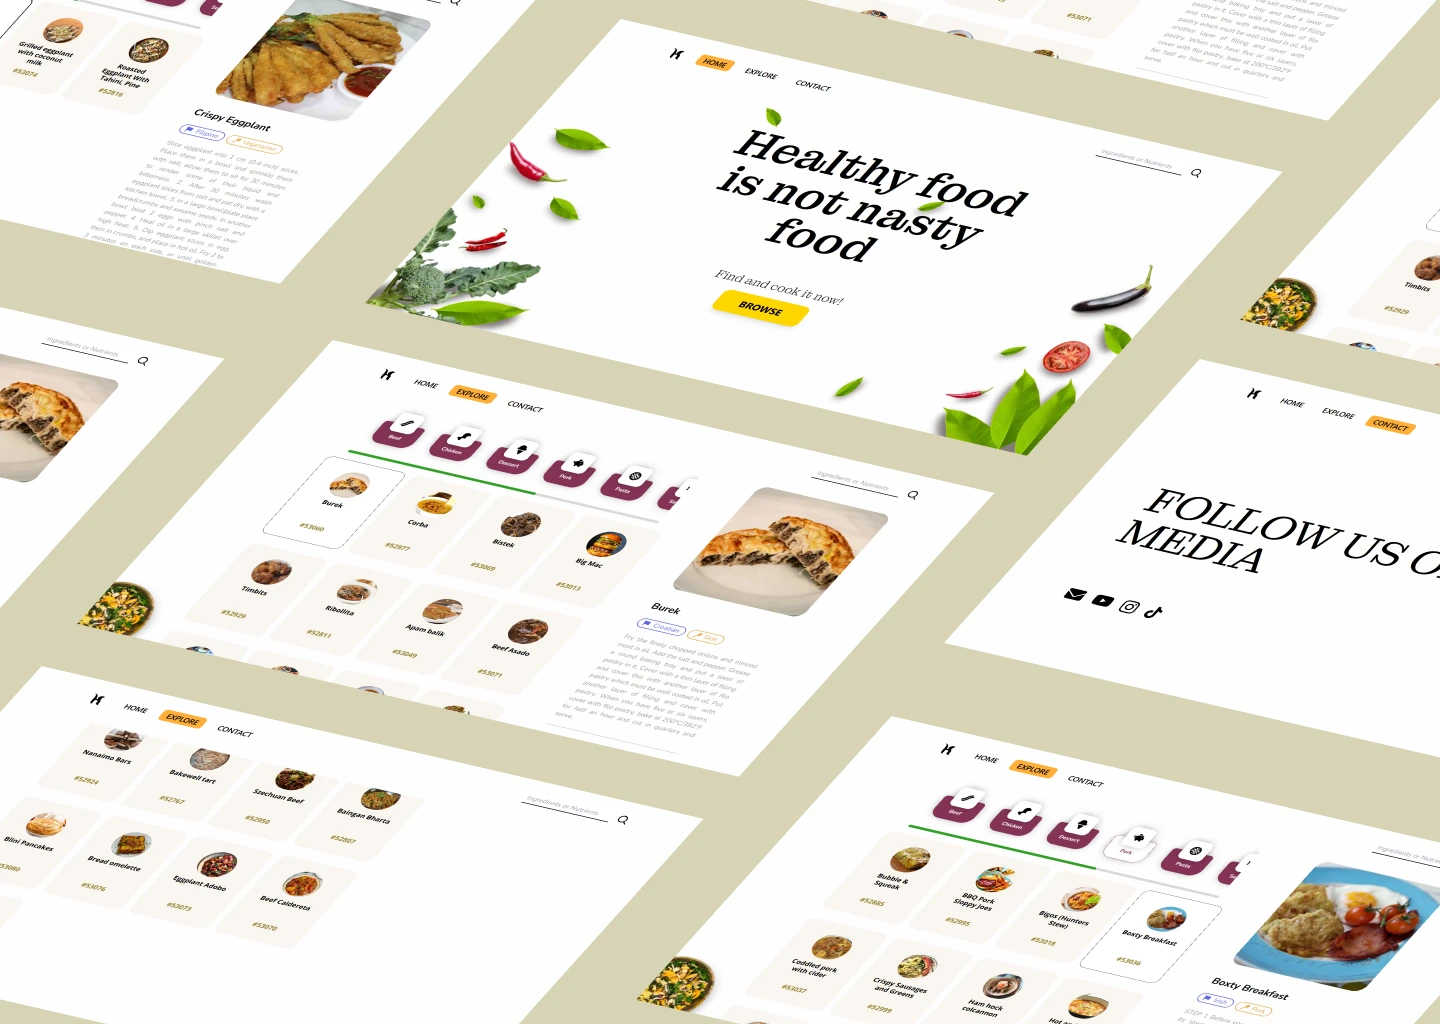 Grilled eggplant
with coconut
milk
#53074
Roasted
Eggplant With
Tahini, Pine
#52816
Crispy Eggplant
Filipino
Vegetarian
Slice eggplant into 1 cm (0.4-inch) slices.
Place them in a bowl and sprinkle them
with salt. allow them to sit for 30 minutes
to render some of their liquid and
bitterness. 2. After 30 minutes wash
eggplant slices from salt and pat dry with a
kitchen towel. 3. In a large bowl/plate place
breadcrumbs and sesame seeds. In another
bowl beat 2 eggs with pinch salt and
pepper. 4. Heat oil in a large skillet over
high heat. 5. Dip eggplant slices in egg,
then in crumbs, and place in hot oil. Fry 2 to
3 minutes on each side, or until golden
#53071
pastry in it. Cover with a thin layer of filling
and cover this with another layer of filo
pastry which must be well coated in oil. Put
another layer of filling and cover with
pastry. When you have five or six layers,
cover with filo pastry, bake at 200°C/392°F
for half an hour and cut in quarters and
serve.
HOME
EXPLORE
CONTACT
Ingredients or Nutrients
Healthy food
is not nasty
food
Find and cook it now!
BROWSE
Timbits
#52929
Ingredients or Nutrients
HOME
EXPLORE
CONTACT
Beef
Chicken
Dessert
Pork
Pasta
Ingredients or Nutrients
Burek
#53060
Corba
#52977
Bistek
#53069
Big Mac
#53013
Timbits
#52929
Ribollita
#52811
Apam balik
#53049
Beef Asado
#53071
Burek
Croatian
Side
Fry the finely chopped onions and minced
meat in oil. Add the salt and pepper. Grease
a round baking tray and put a layer of
pastry in it. Cover with a thin layer of filling
and cover this with another layer of filo
pastry which must be well coated in oil. Put
another layer of filling and cover with
pastry. When you have five or six layers,
cover with filo pastry, bake at 200°C/392°F
for half an hour and cut in quarters and
serve.
HOME
EXPLORE
CONTACT
FOLLOW US O
MEDIA
HOME
EXPLORE
CONTACT
Ingredients or Nutrients
Nanaimo Bars
#52924
Bakewell tart
#52767
Szechuan Beef
#52950
Baingan Bharta
#52807
Blini Pancakes
#53080
Bread omelette
#53076
Eggplant Adobo
#53073
Beef Caldereta
#53070
HOME
EXPLORE
CONTACT
Beef
Chicken
Dessert
Pork
Pasta
Ingredients or Nutrients
Bubble &
Squeak
#52885
BBQ Pork
Sloppy Joes
#52995
Bigos (Hunters
Stew)
#53018
Boxty Breakfast
#53036
Coddled pork
with cider
#53037
Crispy Sausages
and Greens
#52999
Ham hock
colcannon
Boxty Breakfast
Irish
Pork
STEP 1 Before